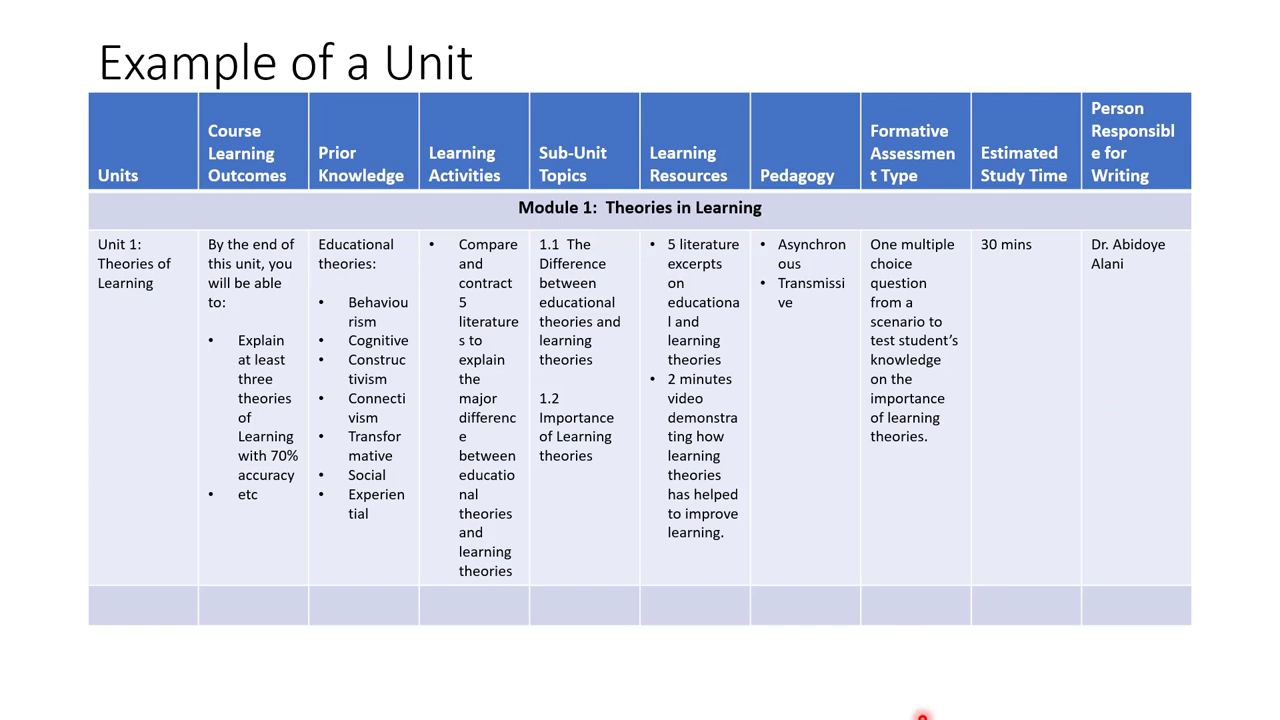 Example of a Unit
Units
Course
Learning
Outcomes
Prior
Knowledge
Learning
Activities
Sub-Unit
Topics
Learning
Resources
Pedagogy
Formative
Assessmen
t Type
Estimated
Study Time
Person
Responsibl
e for
Writing
Module 1:  Theories in Learning
Unit 1:
Theories of
Learning
By the end of
this unit, you
will be able
to:
• Explain
at least
three
theories
of
Learning
with 70%
accuracy
• etc
Educational
theories:
• Behaviou
rism
• Cognitive
• Construc
tivism
• Connecti
vism
• Transfor
mative
• Social
• Experien
tial
• Compare
and
contract
5
literature
s to
explain
the
major
differenc
e
between
educatio
nal
theories
and
learning
theories
1.1  The
Difference
between
educational
theories and
learning
theories
1.2
Importance
of Learning
theories
• 5 literature
excerpts
on
educationa
l and
learning
theories
• 2 minutes
video
demonstra
ting how
learning
theories
has helped
to improve
learning.
• Asynchron
ous
• Transmissi
ve
One multiple
choice
question
from a
scenario to
test student’s
knowledge
on the
importance
of learning
theories.
30 mins
Dr. Abidoye
Alani